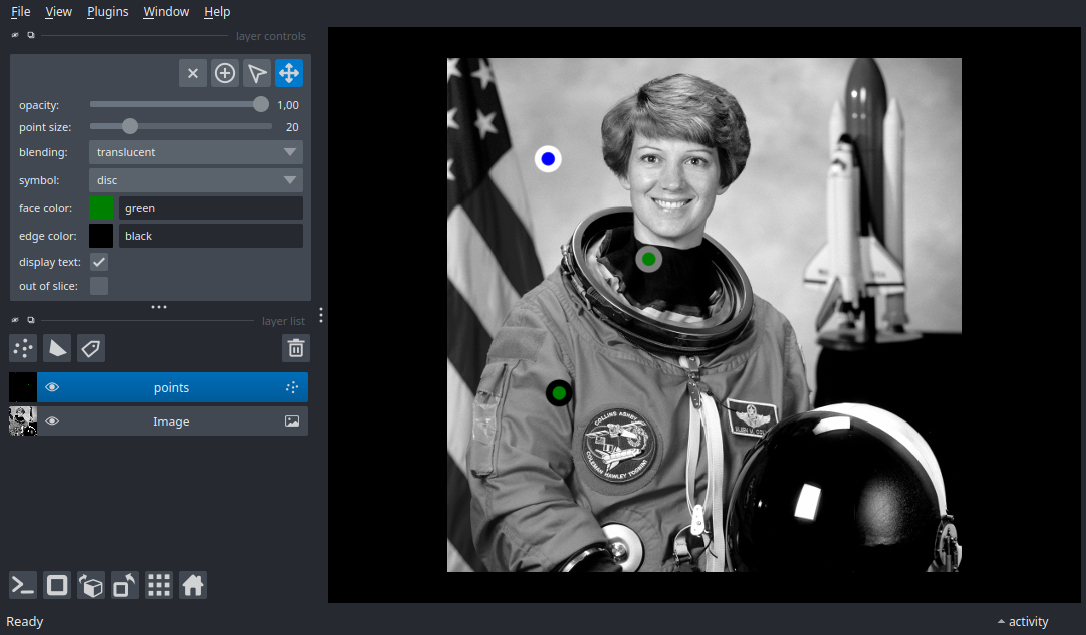 File View Plugins Window Help
layer controls
opacity: 1,00
point size: 20
blending: translucent
symbol: disc
face color: green
edge color: black
display text:
out of slice:
layer list
points
Image
COLLINS ASHBY
COLEMAN HAWLEY TOGNINI
Ready
activity